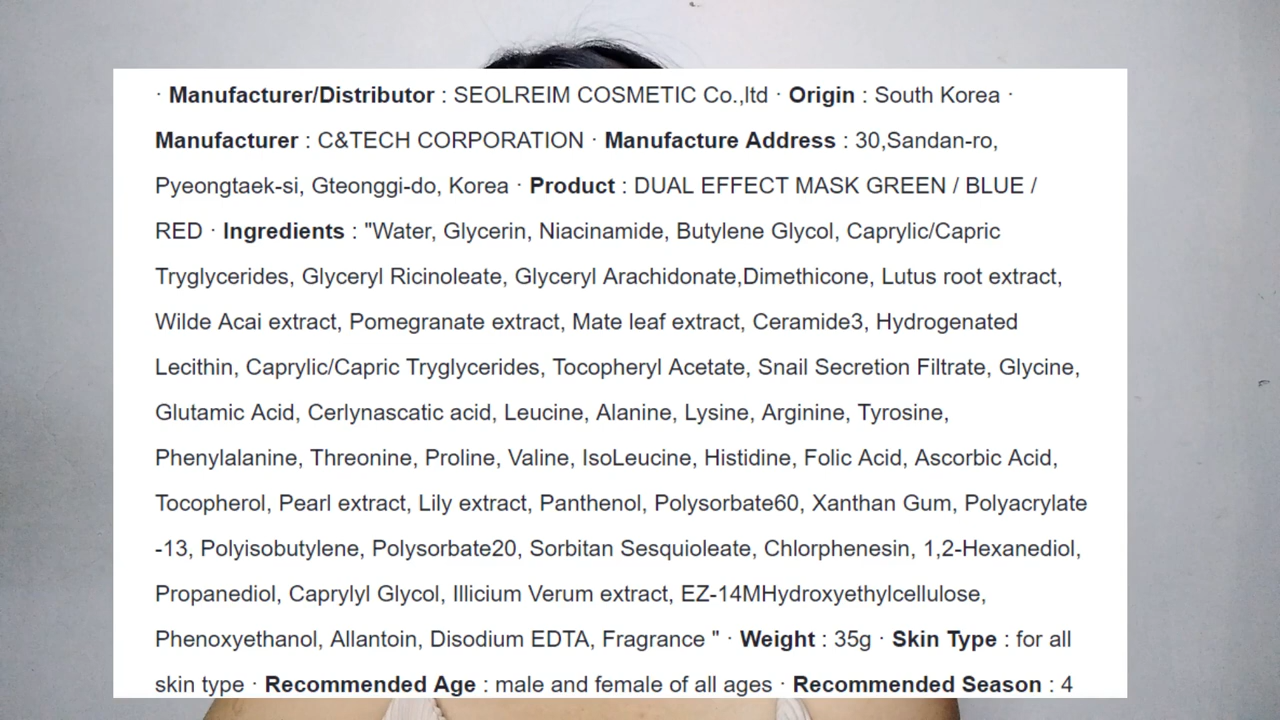 · Manufacturer/Distributor : SEOLREIM COSMETIC Co.,ltd · Origin : South Korea ·
Manufacturer : C&TECH CORPORATION · Manufacture Address : 30,Sandan-ro,
Pyeongtaek-si, Gteonggi-do, Korea · Product : DUAL EFFECT MASK GREEN / BLUE /
RED · Ingredients : "Water, Glycerin, Niacinamide, Butylene Glycol, Caprylic/Capric
Tryglycerides, Glyceryl Ricinoleate, Glyceryl Arachidonate,Dimethicone, Lutus root extract,
Wilde Acai extract, Pomegranate extract, Mate leaf extract, Ceramide3, Hydrogenated
Lecithin, Caprylic/Capric Tryglycerides, Tocopheryl Acetate, Snail Secretion Filtrate, Glycine,
Glutamic Acid, Cerlynascatic acid, Leucine, Alanine, Lysine, Arginine, Tyrosine,
Phenylalanine, Threonine, Proline, Valine, IsoLeucine, Histidine, Folic Acid, Ascorbic Acid,
Tocopherol, Pearl extract, Lily extract, Panthenol, Polysorbate60, Xanthan Gum, Polyacrylate
-13, Polyisobutylene, Polysorbate20, Sorbitan Sesquioleate, Chlorphenesin, 1,2-Hexanediol,
Propanediol, Caprylyl Glycol, Illicium Verum extract, EZ-14MHydroxyethylcellulose,
Phenoxyethanol, Allantoin, Disodium EDTA, Fragrance " · Weight : 35g · Skin Type : for all
skin type · Recommended Age : male and female of all ages · Recommended Season : 4